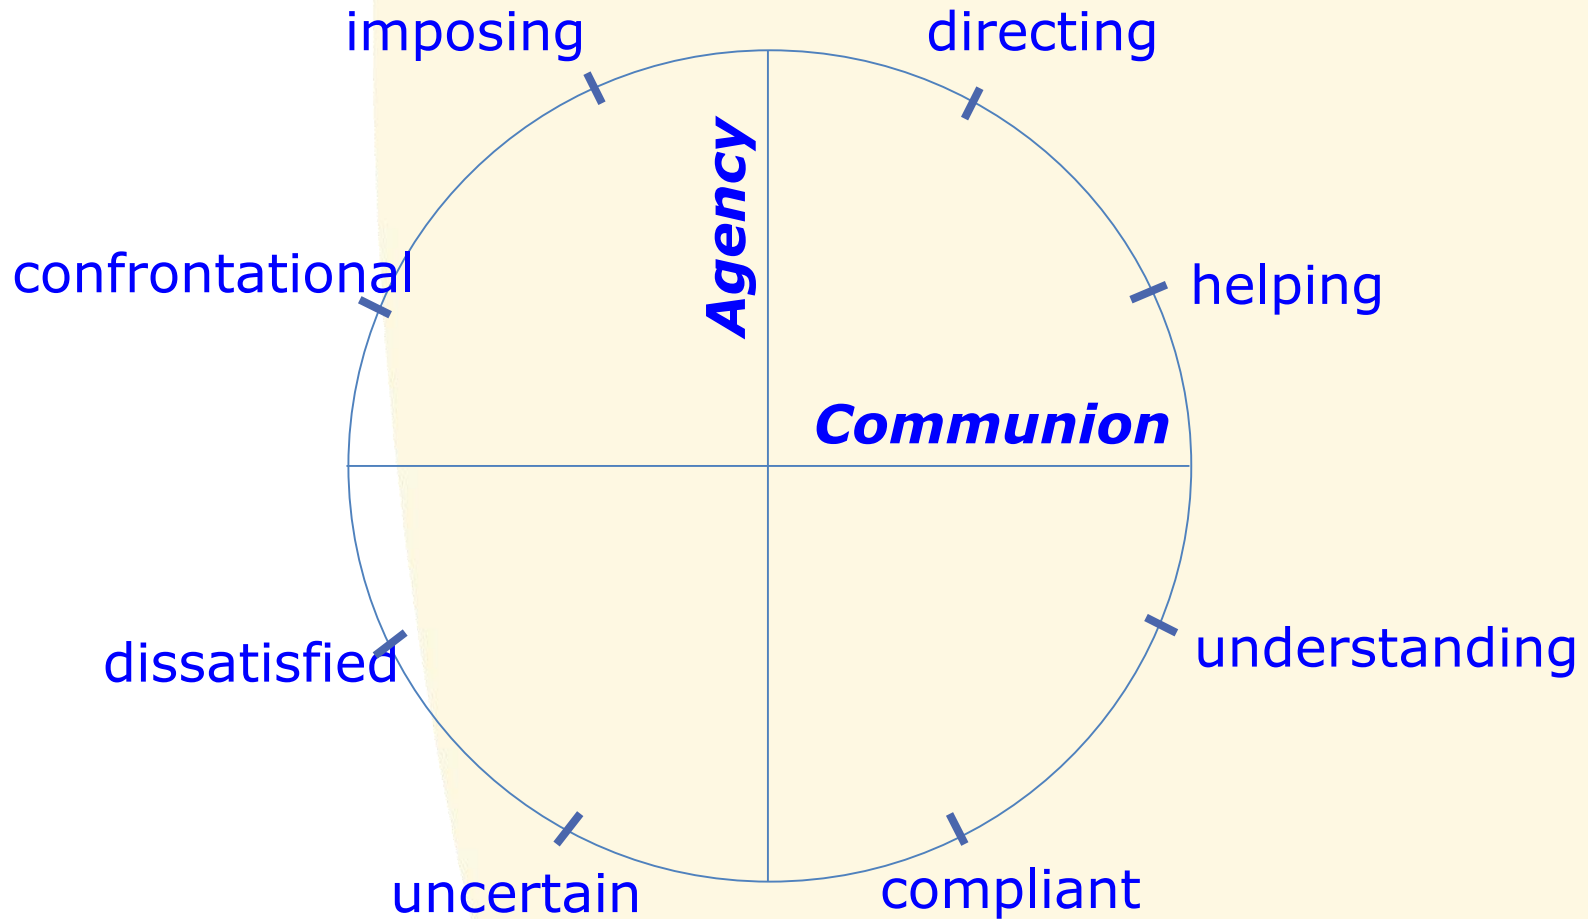 imposing
directing
Agency
confrontational
helping
Communion
dissatisfied
understanding
uncertain
compliant